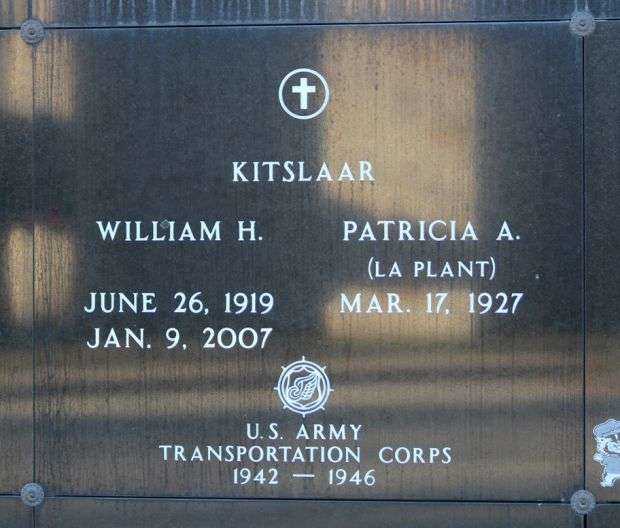 KITSLAAR
WILLIAM H. PATRICIA A.
(LA PLANT)
JUNE 26, 1919 MAR. 17, 1927
JAN. 9, 2007
U.S. ARMY
TRANSPORTATION CORPS
1942 — 1946